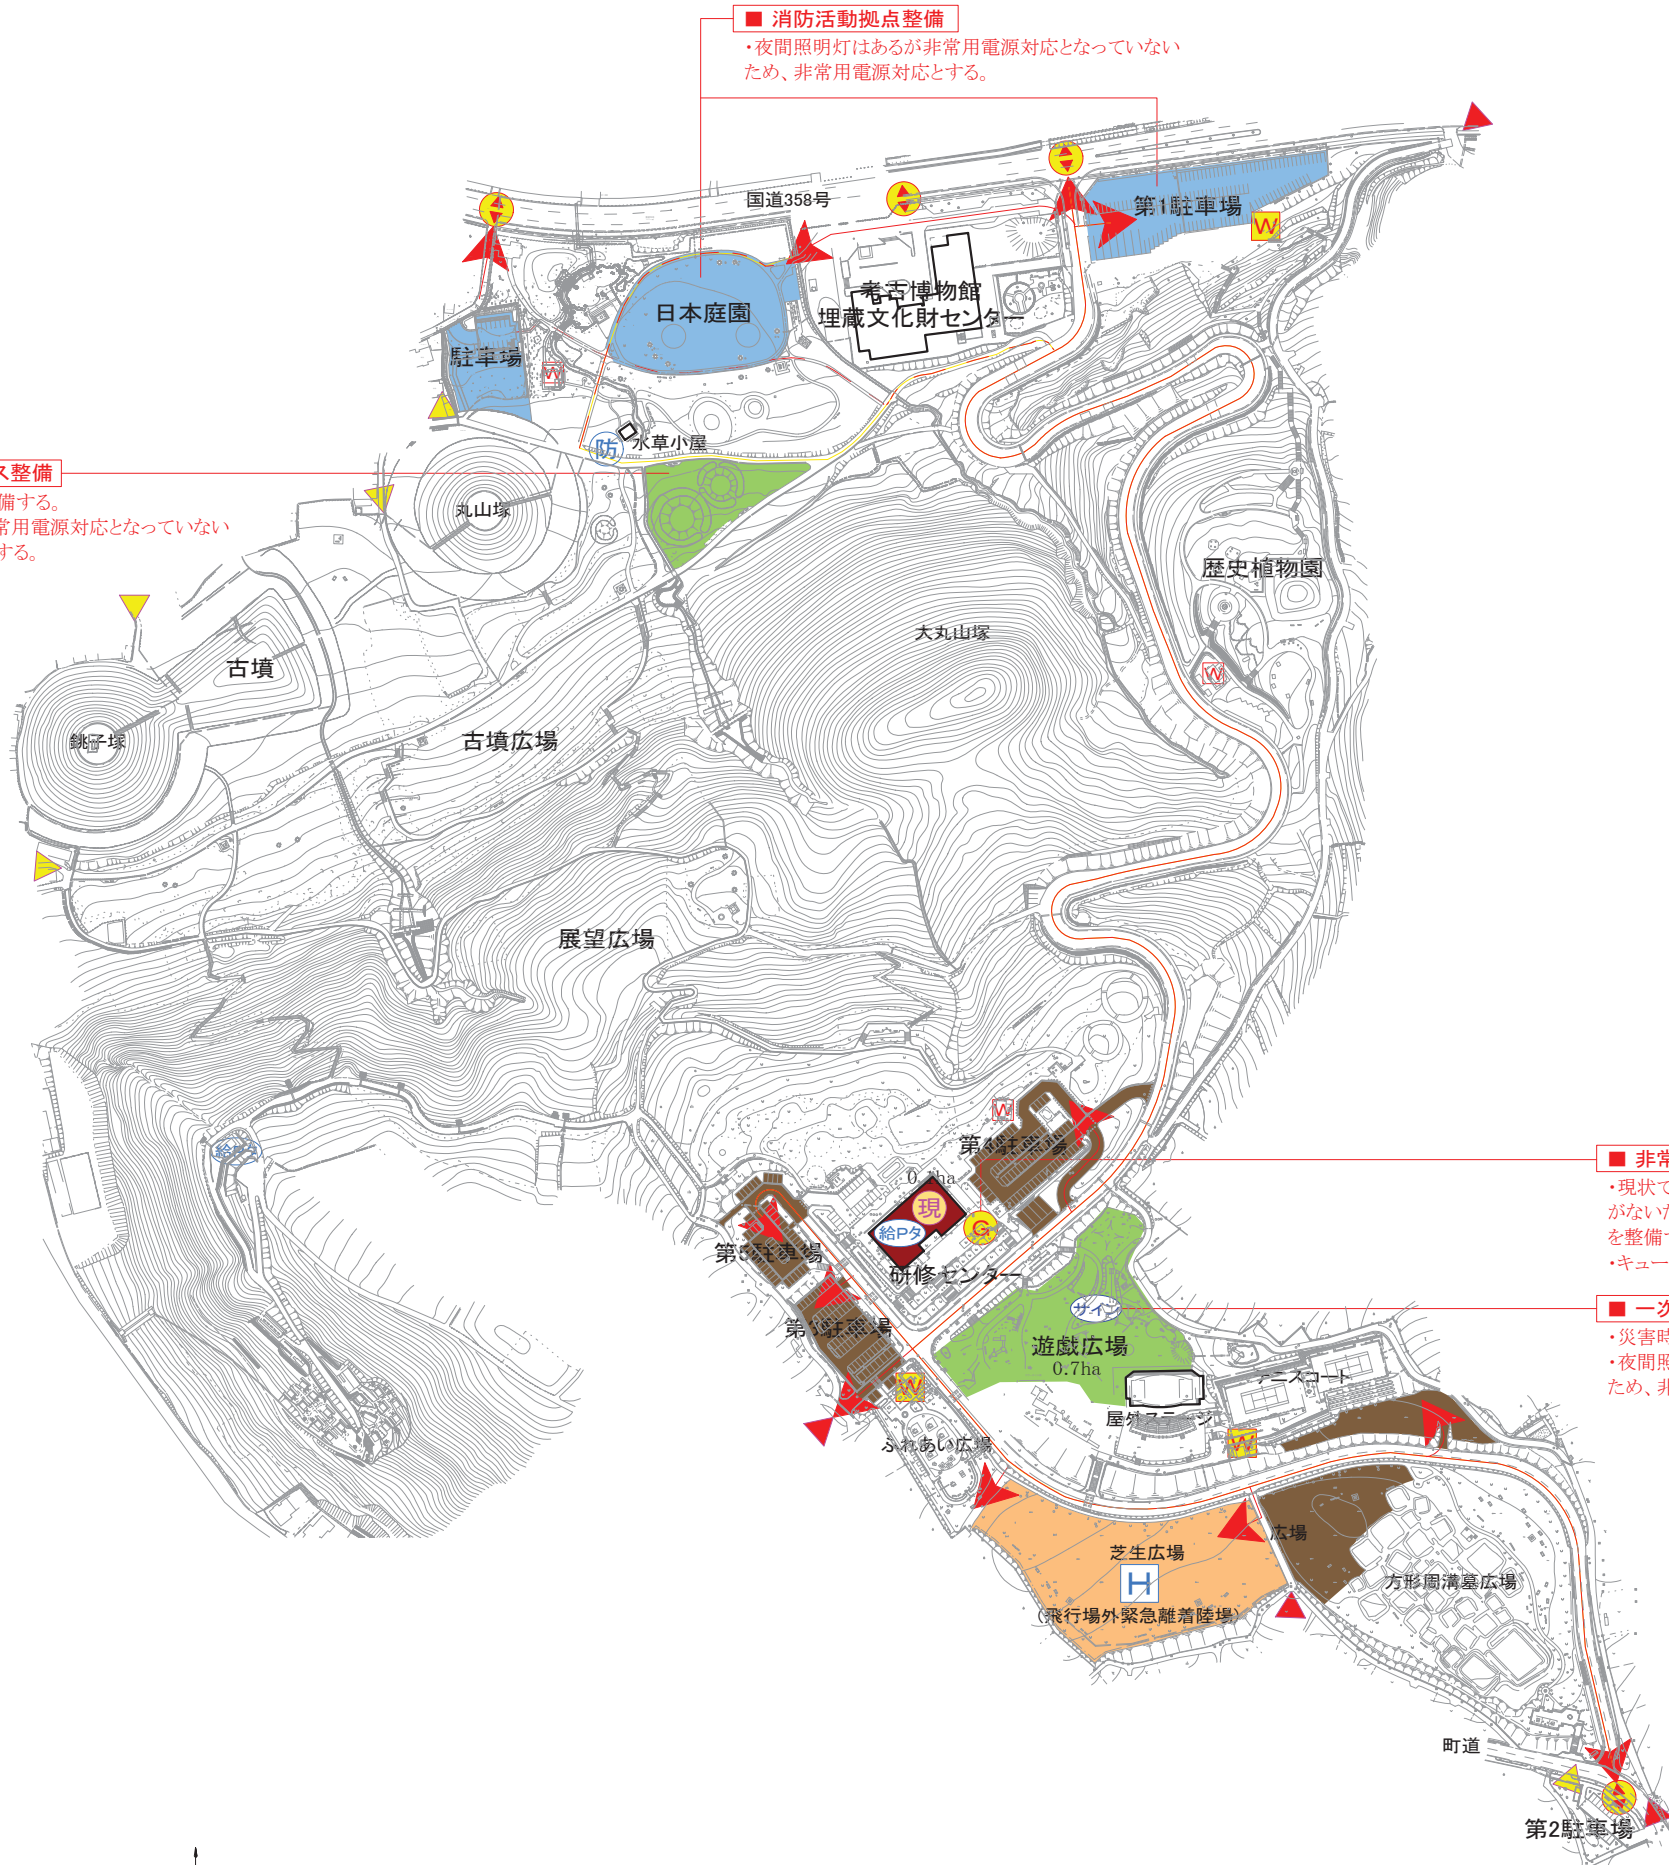 ■ 消防活動拠点整備
・夜間照明灯はあるが非常用電源対応となっていない
ため、非常用電源対応とする。
国道358号
第1駐車場
W
考古博物館
埋蔵文化財センター
日本庭園
駐車場
W
防
水草小屋
ス整備
備する。
常用電源対応となっていない
する。
丸山塚
歴史植物園
大丸山塚
古墳
W
銚子塚
古墳広場
展望広場
W
第4駐車場
■ 非常
・現状で
がないた
を整備す
・キュー
現
給Pタ
G
研修センター
サイン
■ 一次
・災害時
・夜間照
ため、非
遊戯広場
0.7ha
W
テニスコート
屋外ステージ
ふれあい広場
W
広場
芝生広場
H
(飛行場外緊急離着陸場)
方形周溝墓広場
町道
第2駐車場